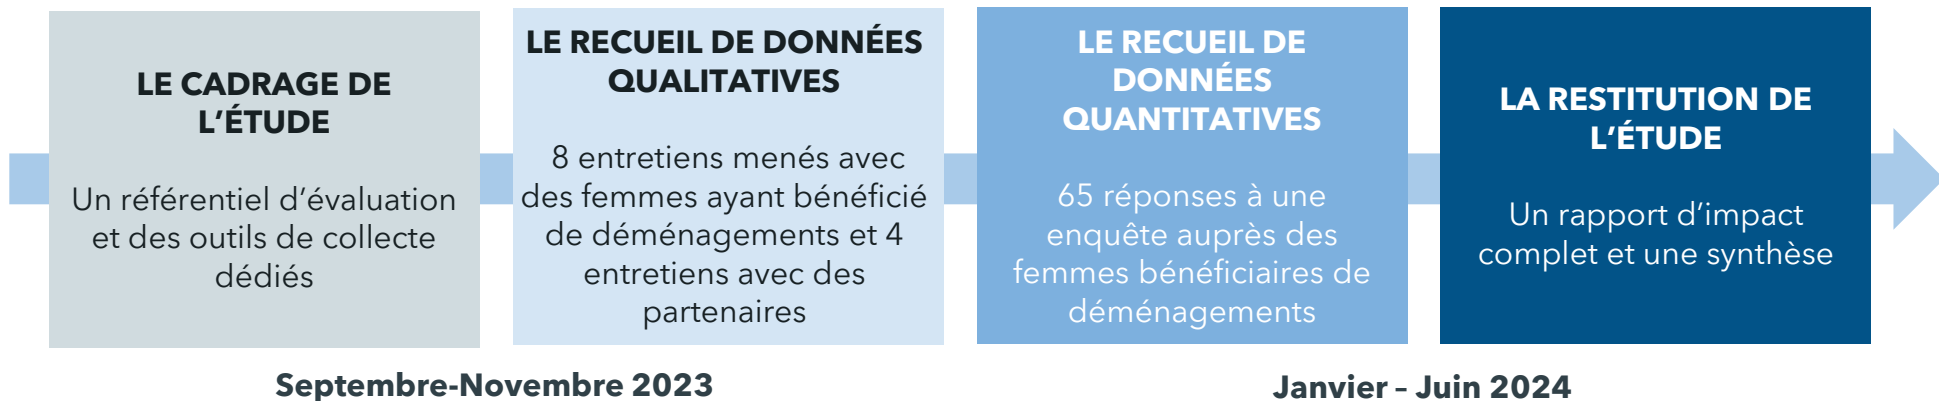 LE CADRAGE DE
L’ÉTUDE
Un référentiel d’évaluation
et des outils de collecte
dédiés
LE RECUEIL DE DONNÉES
QUALITATIVES
8 entretiens menés avec
des femmes ayant bénéficié
de déménagements et 4
entretiens avec des
partenaires
LE RECUEIL DE
DONNÉES
QUANTITATIVES
65 réponses à une
enquête auprès des
femmes bénéficiaires de
déménagements
LA RESTITUTION DE
L’ÉTUDE
Un rapport d’impact
complet et une synthèse
Septembre-Novembre 2023
Janvier – Juin 2024